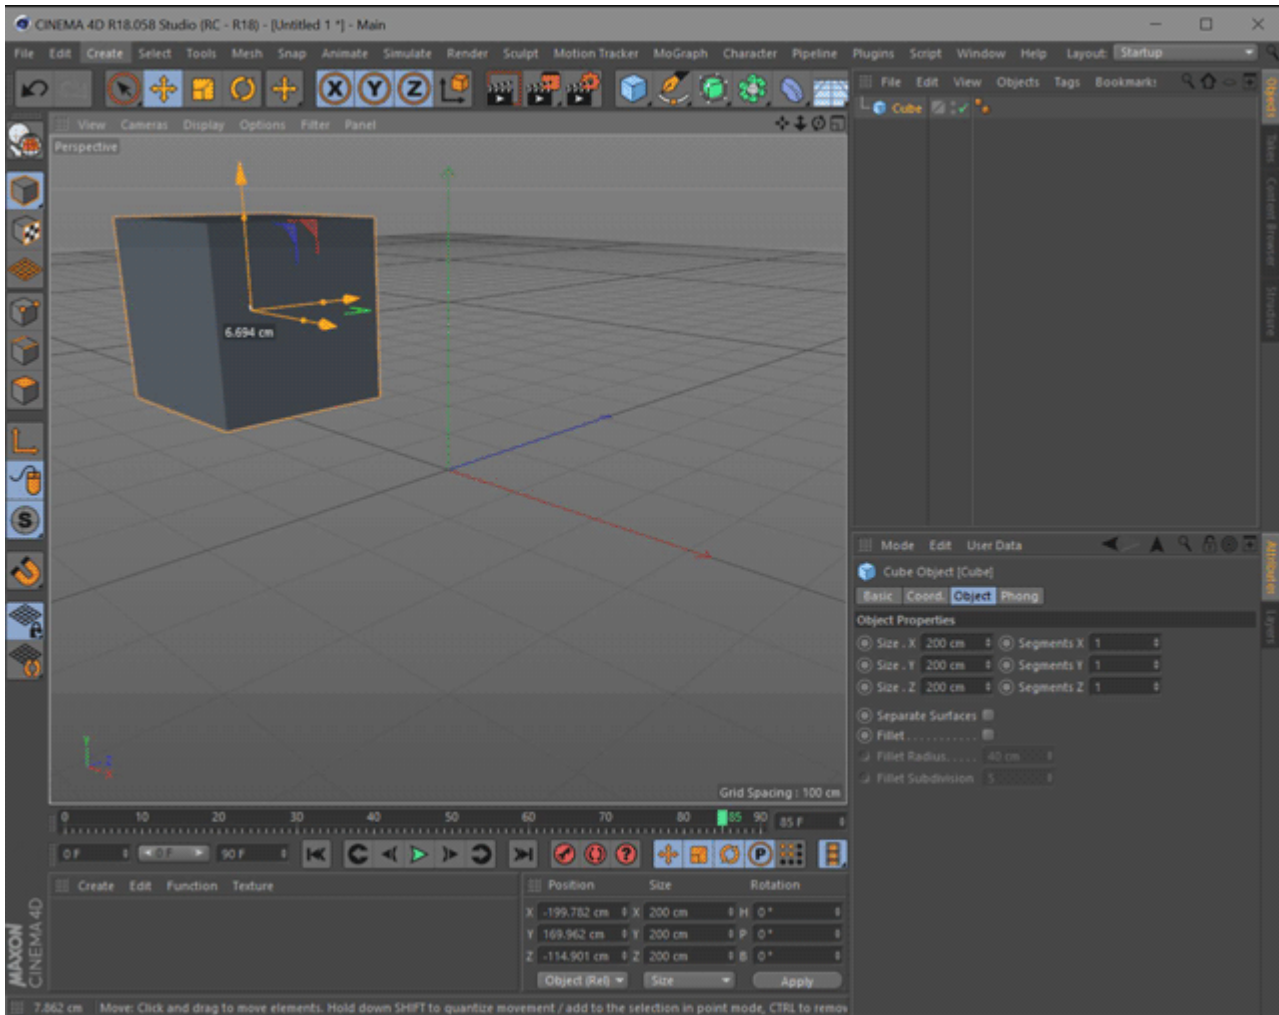 CINEMA 4D R18.058 Studio (RC - R18) - [Untitled 1 *] - Main
File Edit Create Select Tools Mesh Snap Animate Simulate Render Sculpt Motion Tracker MoGraph Character Pipeline Plugins Script Window Help Layout: Startup
X Y Z
File Edit View Objects Tags Bookmarks
Cube
Objects
Takes
Content Browser
Structure
View Cameras Display Options Filter Panel
Perspective
6.694 cm
S
Y
Z
X
Grid Spacing : 100 cm
Mode Edit User Data
Cube Object [Cube]
Basic Coord. Object Phong
Object Properties
Size . X 200 cm Segments X 1
Size . Y 200 cm Segments Y 1
Size . Z 200 cm Segments Z 1
Separate Surfaces
Fillet . . . . . . . . . . .
Fillet Radius. . . . . 40 cm
Fillet Subdivision 5
Attributes
Layers
0 10 20 30 40 50 60 70 80 85 90 85 F
0 F 0 F 90 F ? P
Create Edit Function Texture
Position Size Rotation
X -199.782 cm X 200 cm H 0 °
Y 169.962 cm Y 200 cm P 0 °
Z -114.901 cm Z 200 cm B 0 °
Object (Rel) Size Apply
MAXON
CINEMA 4D
7.862 cm Move: Click and drag to move elements. Hold down SHIFT to quantize movement / add to the selection in point mode, CTRL to remov